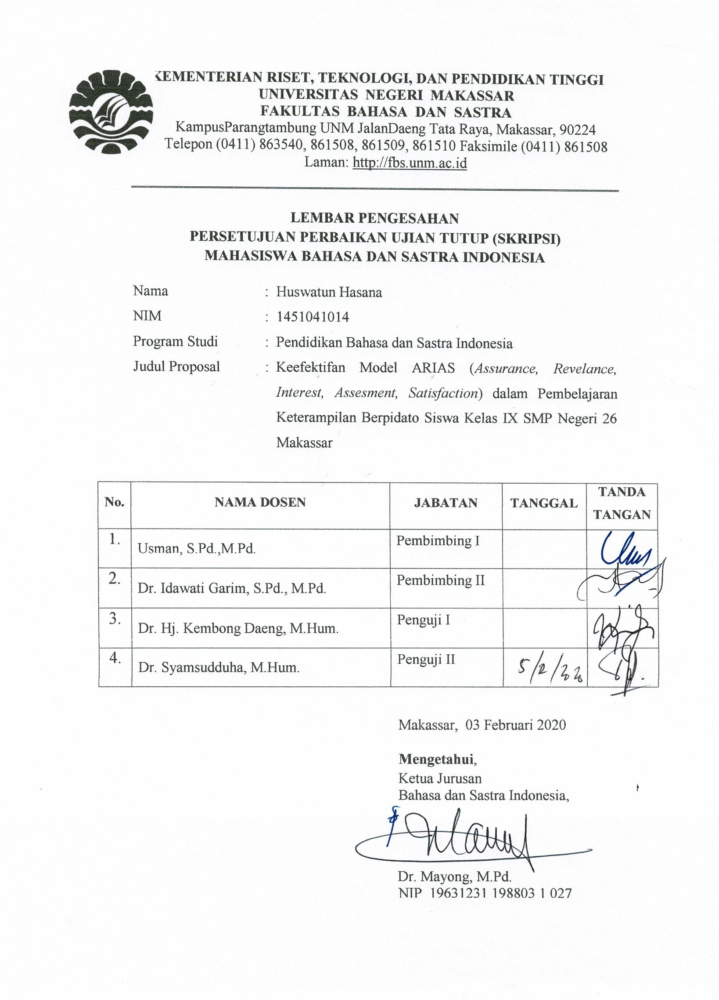 KEMENTERIAN RISET, TEKNOLOGI, DAN PENDIDIKAN TINGGI
UNIVERSITAS NEGERI MAKASSAR
FAKULTAS BAHASA DAN SASTRA
KampusParangtambung UNM JalanDaeng Tata Raya, Makassar, 90224
Telepon (0411) 863540, 861508, 861509, 861510 Faksimile (0411) 861508
Laman: http://fbs.unm.ac.id
LEMBAR PENGESAHAN
PERSETUJUAN PERBAIKAN UJIAN TUTUP (SKRIPSI)
MAHASISWA BAHASA DAN SASTRA INDONESIA
Nama : Huswatun Hasana
NIM : 1451041014
Program Studi : Pendidikan Bahasa dan Sastra Indonesia
Judul Proposal : Keefektifan Model ARIAS (Assurance, Revelance,
Interest, Assesment, Satisfaction) dalam Pembelajaran
Keterampilan Berpidato Siswa Kelas IX SMP Negeri 26
Makassar
No. NAMA DOSEN JABATAN TANGGAL TANDA TANGAN
1. Usman, S.Pd.,M.Pd. Pembimbing I
2. Dr. Idawati Garim, S.Pd., M.Pd. Pembimbing II
3. Dr. Hj. Kembong Daeng, M.Hum. Penguji I
4. Dr. Syamsudduha, M.Hum. Penguji II 5/2/2020
Makassar, 03 Februari 2020
Mengetahui,
Ketua Jurusan
Bahasa dan Sastra Indonesia,
Dr. Mayong, M.Pd.
NIP 19631231 198803 1 027